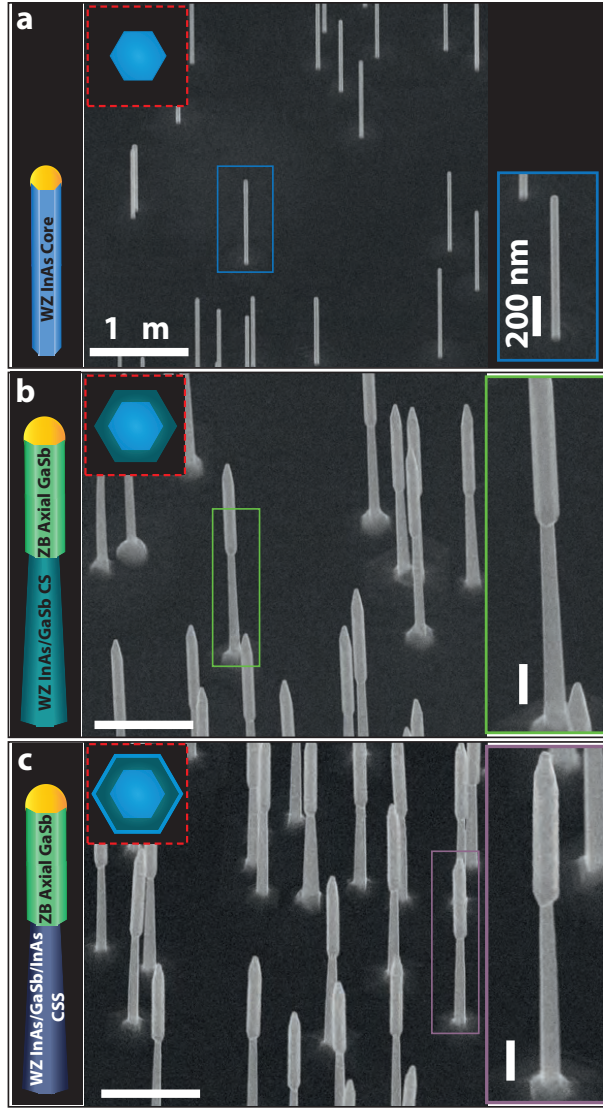 a
WZ InAs Core
1 m
200 nm
b
ZB Axial GaSb
WZ InAs/GaSb CS
c
ZB Axial GaSb
WZ InAs/GaSb/InAs
CSS